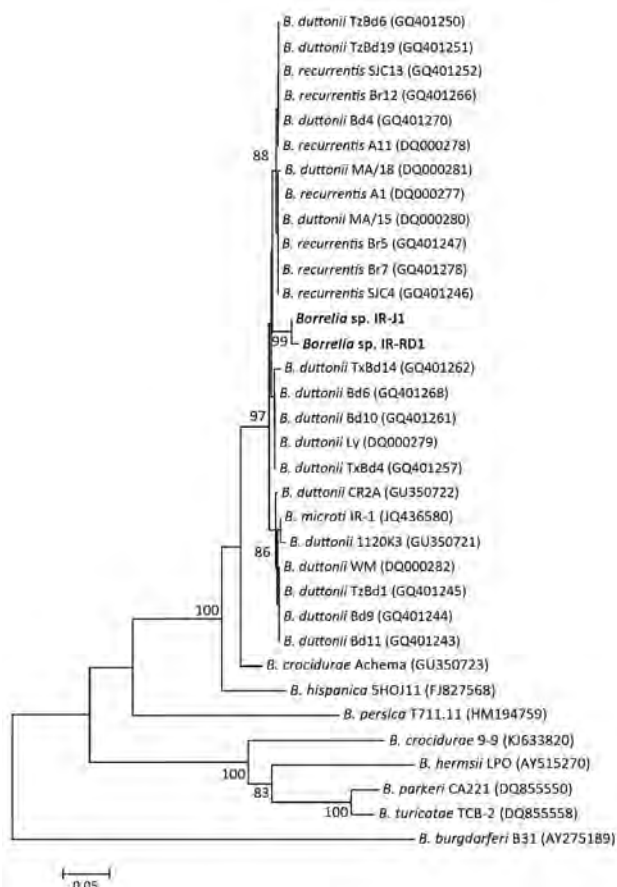 B. duttonii TzBd6 (GQ401250)
B. duttonii TzBd19 (GQ401251)
B. recurrentis SJC13 (GQ401252)
B. recurrentis Br12 (GQ401266)
B. duttonii Bd4 (GQ401270)
B. recurrentis A11 (DQ000278)
88
B. duttonii MA/18 (DQ000281)
B. recurrentis A1 (DQ000277)
B. duttonii MA/15 (DQ000280)
B. recurrentis Br5 (GQ401247)
B. recurrentis Br7 (GQ401278)
B. recurrentis SJC4 (GQ401246)
Borrelia sp. IR-J1
99
Borrelia sp. IR-RD1
B. duttonii TxBd14 (GQ401262)
B. duttonii Bd6 (GQ401268)
97
B. duttonii Bd10 (GQ401261)
B. duttonii Ly (DQ000279)
B. duttonii TxBd4 (GQ401257)
B. duttonii CR2A (GU350722)
B. microti IR-1 (JQ436580)
B. duttonii 1120K3 (GU350721)
86
B. duttonii WM (DQ000282)
B. duttonii TzBd1 (GQ401245)
B. duttonii Bd9 (GQ401244)
100
B. duttonii Bd11 (GQ401243)
B. crocidurae Achema (GU350723)
B. hispanica SHOJ11 (FJ827568)
B. persica T711.11 (HM194759)
B. crocidurae 9-9 (KJ633820)
100
B. hermsii LPO (AY515270)
83
B. parkeri CA221 (DQ855550)
100
B. turicatae TCB-2 (DQ855558)
B. burgdorferi B31 (AY275189)
0.05